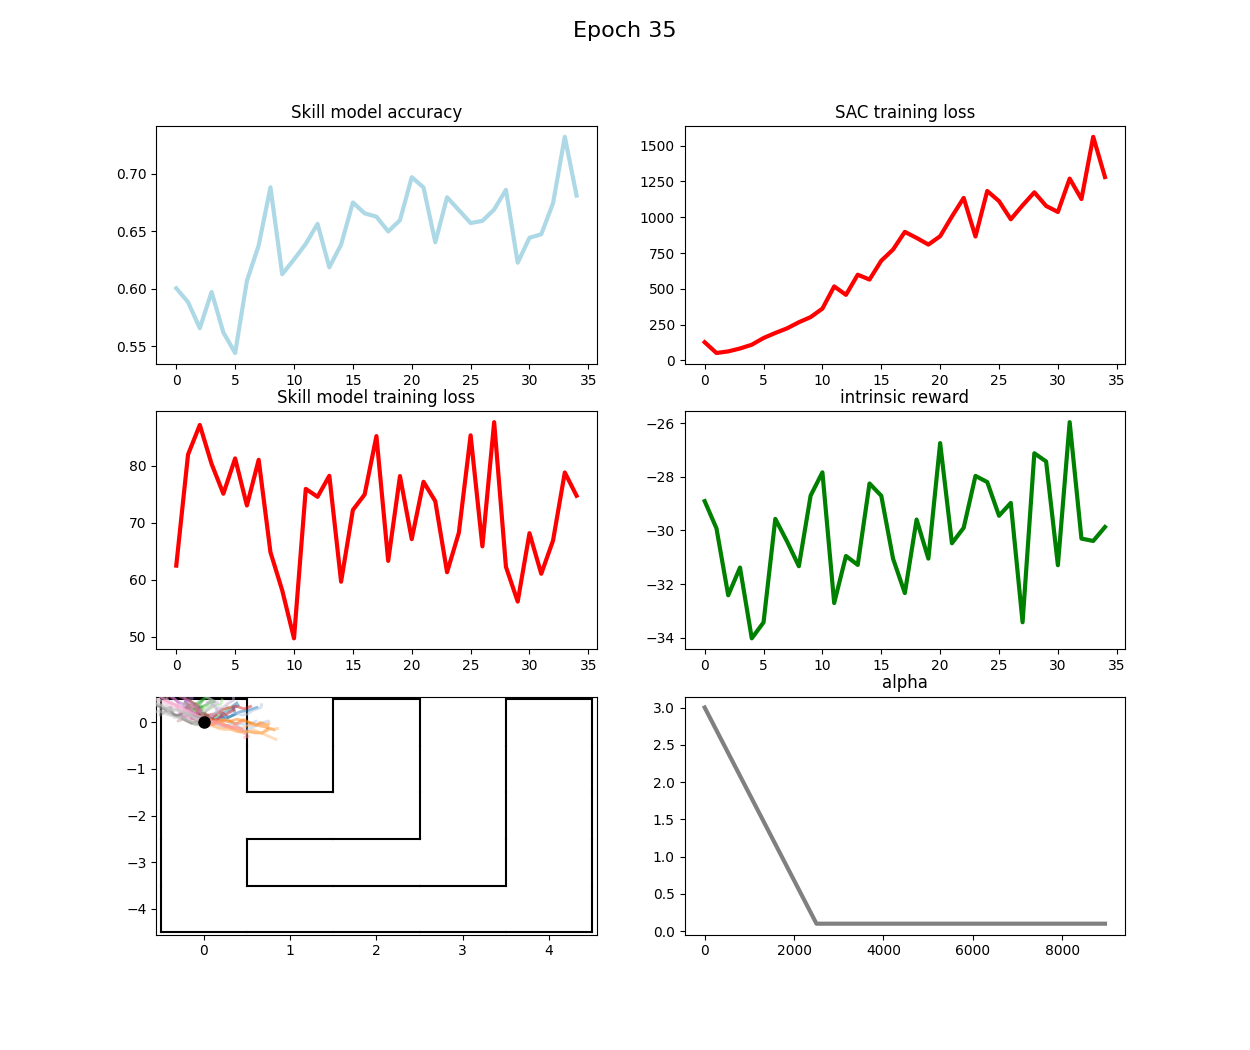 Epoch 35
Skill model accuracy
SAC training loss
0.70
0.65
0.60
0.55
0 5 10 15 20 25 30 35
1500
1250
1000
750
500
250
0
0 5 10 15 20 25 30 35
Skill model training loss
intrinsic reward
80
70
60
50
0 5 10 15 20 25 30 35
−26
−28
−30
−32
−34
0 5 10 15 20 25 30 35
alpha
0
−1
−2
−3
−4
0 1 2 3 4
3.0
2.5
2.0
1.5
1.0
0.5
0.0
0 2000 4000 6000 8000